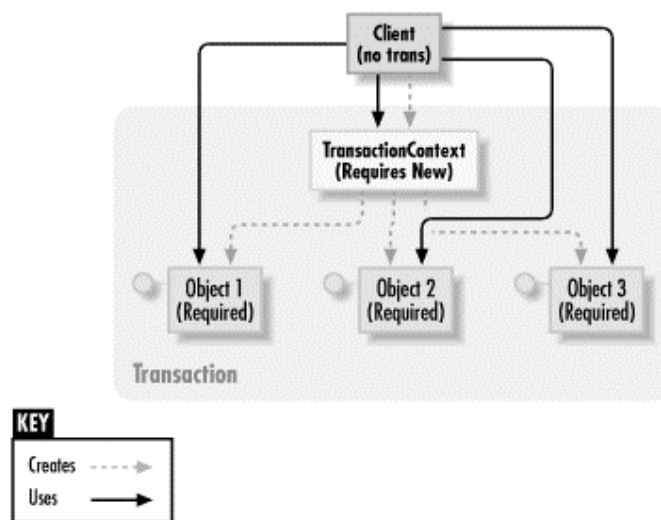 Client
(no trans)
TransactionContext
(Requires New)
Object 1
(Required)
Object 2
(Required)
Object 3
(Required)
Transaction
KEY
Creates
Uses